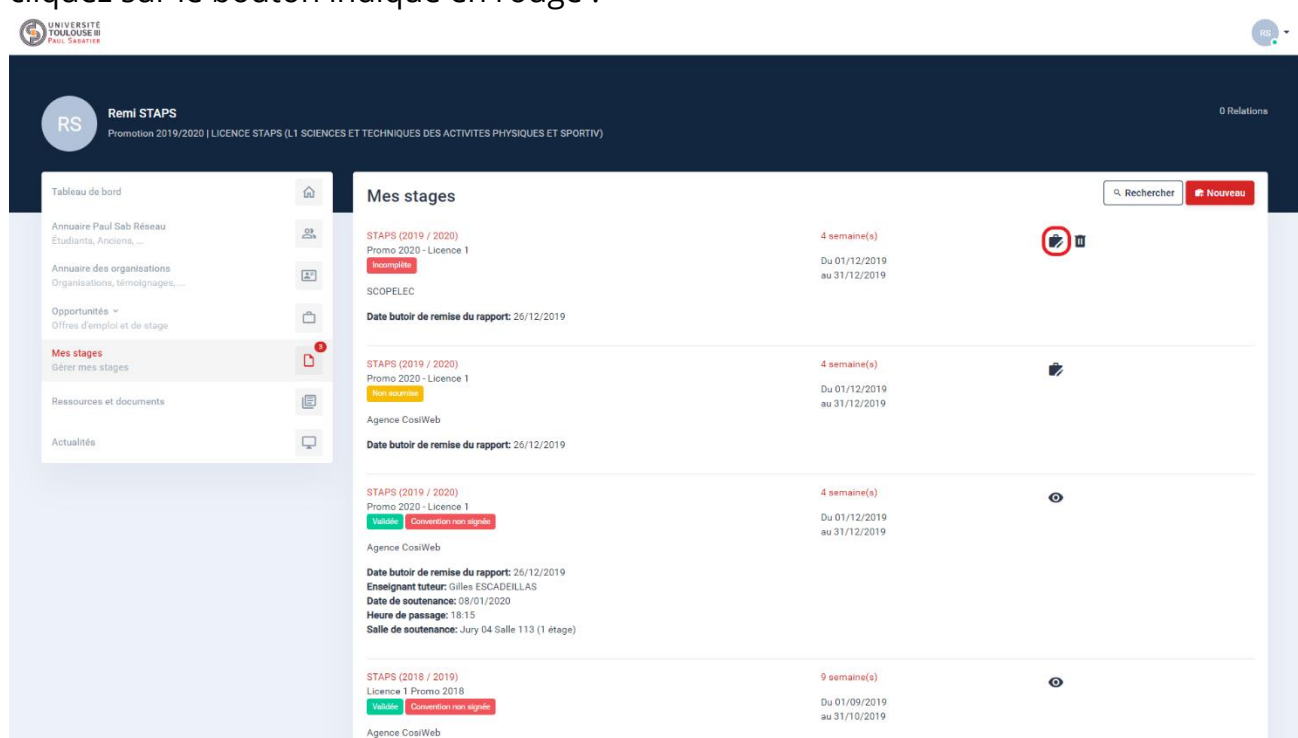 cliquez sur le bouton indiqué en rouge :
UNIVERSITÉ
TOULOUSE III
PAUL SABATIER
RS
RS
Remi STAPS
Promotion 2019/2020 | LICENCE STAPS (L1 SCIENCES ET TECHNIQUES DES ACTIVITES PHYSIQUES ET SPORTIV)
0 Relations
Tableau de bord
Annuaire Paul Sab Réseau
Étudiants, Anciens, ...
Annuaire des organisations
Organisations, témoignages,...
Opportunités
Offres d'emploi et de stage
Mes stages
Gérer mes stages
3
Ressources et documents
Actualités
Mes stages
Rechercher
Nouveau
STAPS (2019 / 2020)
Promo 2020 - Licence 1
Incomplète
SCOPELEC
Date butoir de remise du rapport: 26/12/2019
4 semaine(s)
Du 01/12/2019
au 31/12/2019
STAPS (2019 / 2020)
Promo 2020 - Licence 1
Non soumise
Agence CosiWeb
Date butoir de remise du rapport: 26/12/2019
4 semaine(s)
Du 01/12/2019
au 31/12/2019
STAPS (2019 / 2020)
Promo 2020 - Licence 1
Validée Convention non signée
Agence CosiWeb
Date butoir de remise du rapport: 26/12/2019
Enseignant tuteur: Gilles ESCADEILLAS
Date de soutenance: 08/01/2020
Heure de passage: 18:15
Salle de soutenance: Jury 04 Salle 113 (1 étage)
4 semaine(s)
Du 01/12/2019
au 31/12/2019
STAPS (2018 / 2019)
Licence 1 Promo 2018
Validée Convention non signée
Agence CosiWeb
9 semaine(s)
Du 01/09/2019
au 31/10/2019